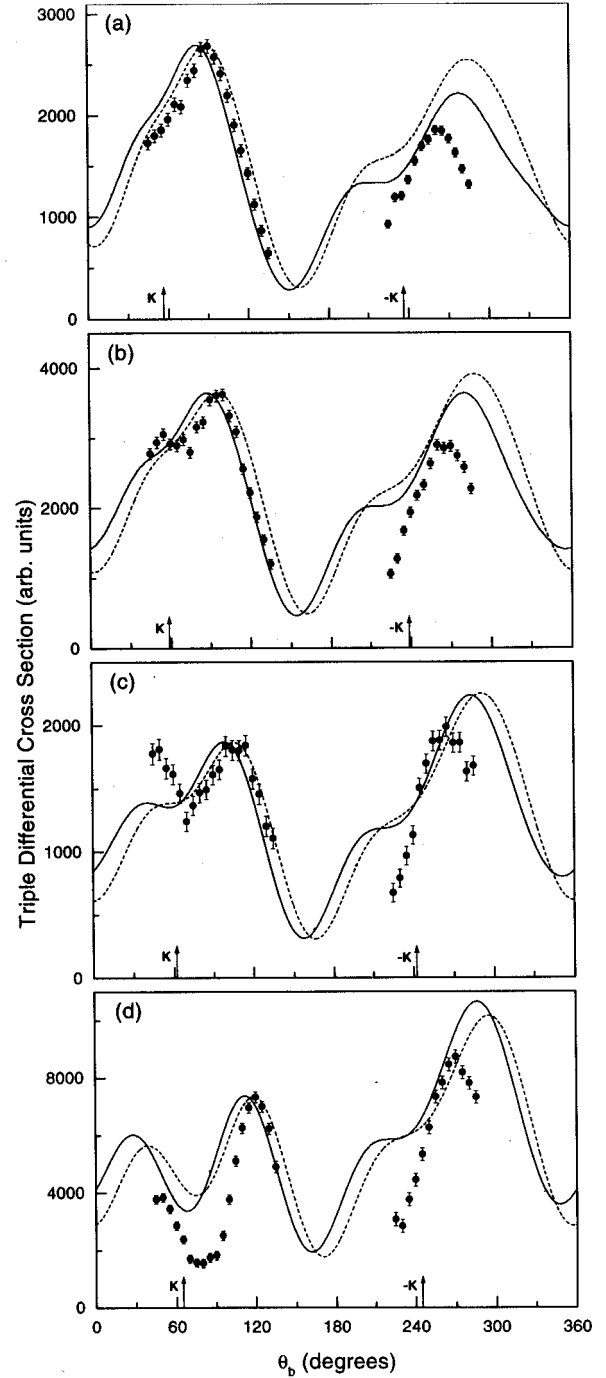 (a)
3000
2000
1000
0
K
-K
(b)
4000
2000
0
K
-K
(c)
2000
1000
0
K
-K
(d)
8000
4000
0
K
-K
0
60
120
180
240
300
360
θb (degrees)
Triple Differential Cross Section (arb. units)